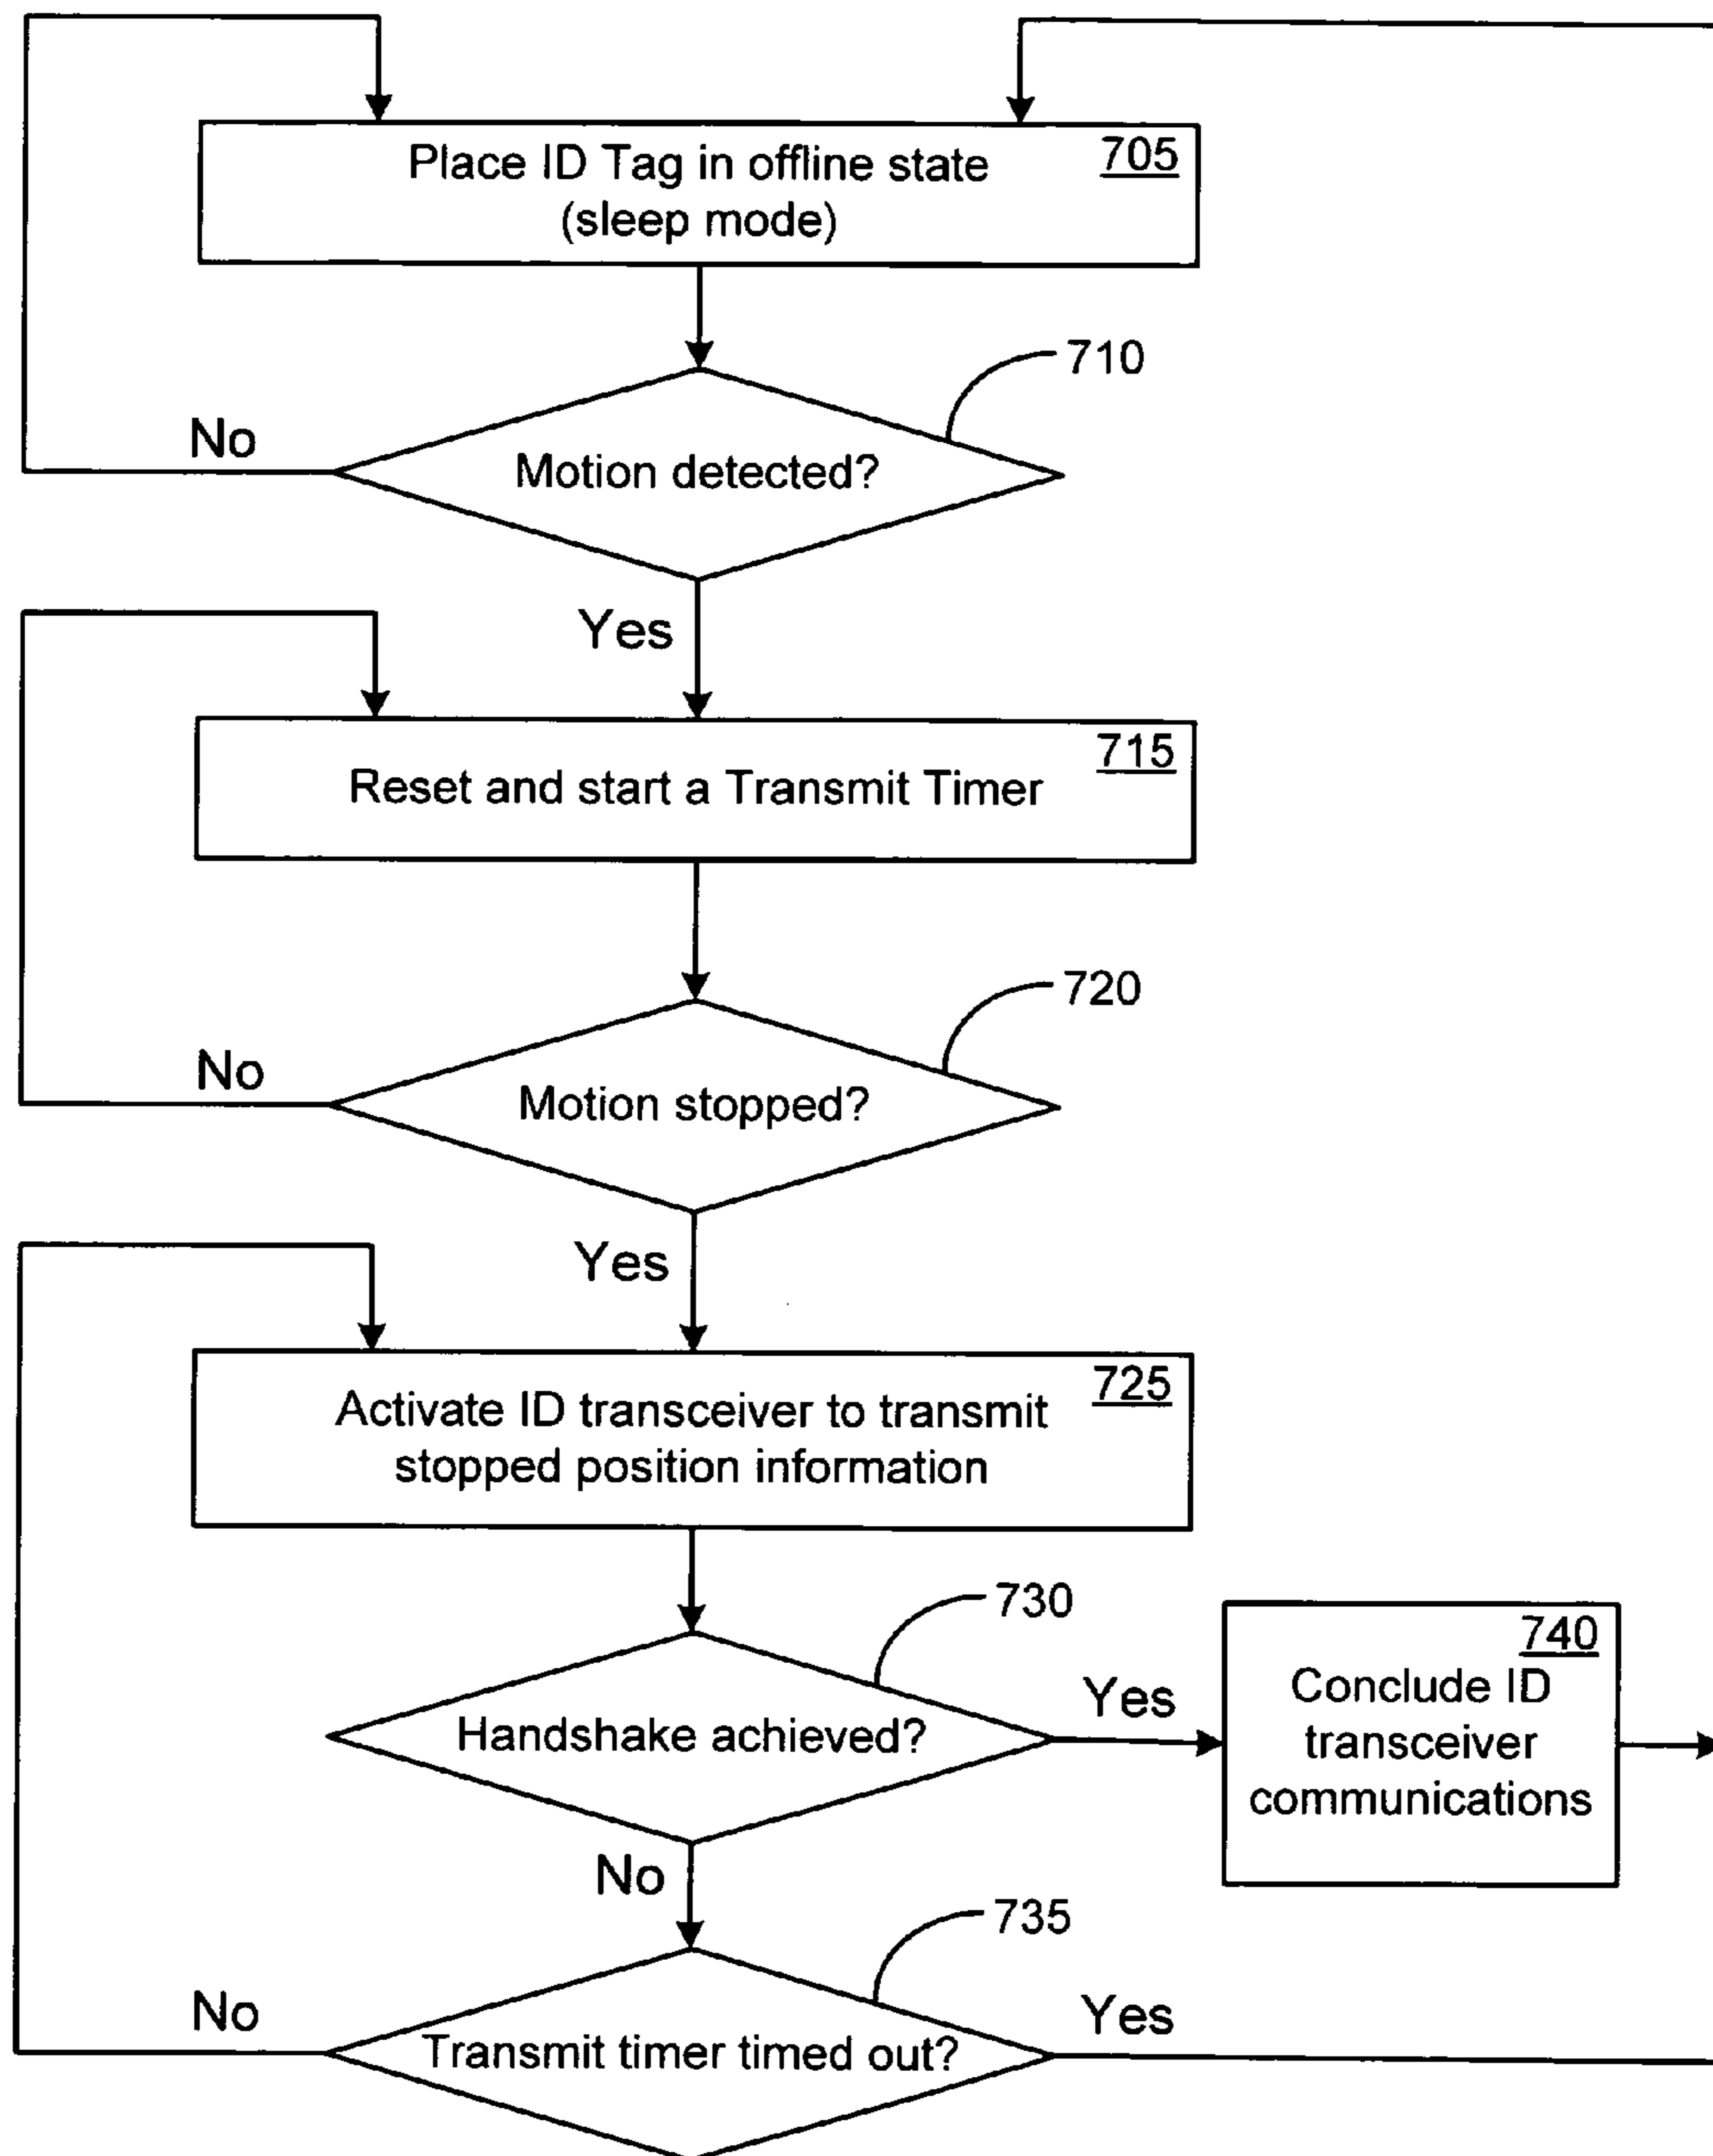 705
Place ID Tag in offline state
(sleep mode)
710
No
Motion detected?
Yes
715
Reset and start a Transmit Timer
720
No
Motion stopped?
Yes
725
Activate ID transceiver to transmit
stopped position information
730
Handshake achieved?
Yes
740
Conclude ID
transceiver
communications
No
735
No
Transmit timer timed out?
Yes